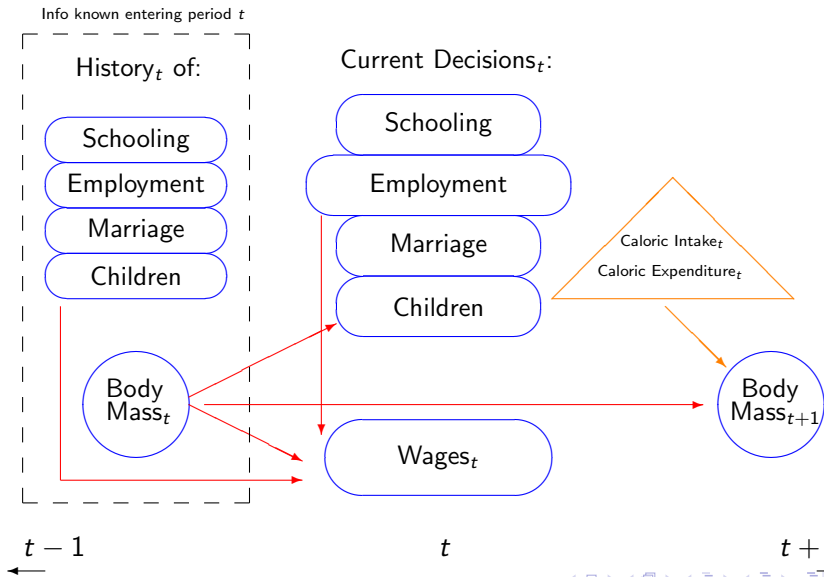 Info known entering period t
History_t of:
Schooling
Employment
Marriage
Children
Body
Mass_t
Current Decisions_t:
Schooling
Employment
Marriage
Children
Wages_t
Caloric Intake_t
Caloric Expenditure_t
Body
Mass_{t+1}
t − 1
t
t +